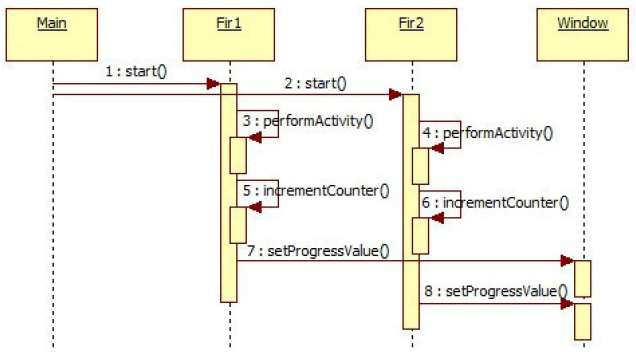 Main
Fir1
Fir2
Window
1 : start()
2 : start()
3 : performActivity()
4 : performActivity()
5 : incrementCounter()
6 : incrementCounter()
7 : setProgressValue()
8 : setProgressValue()